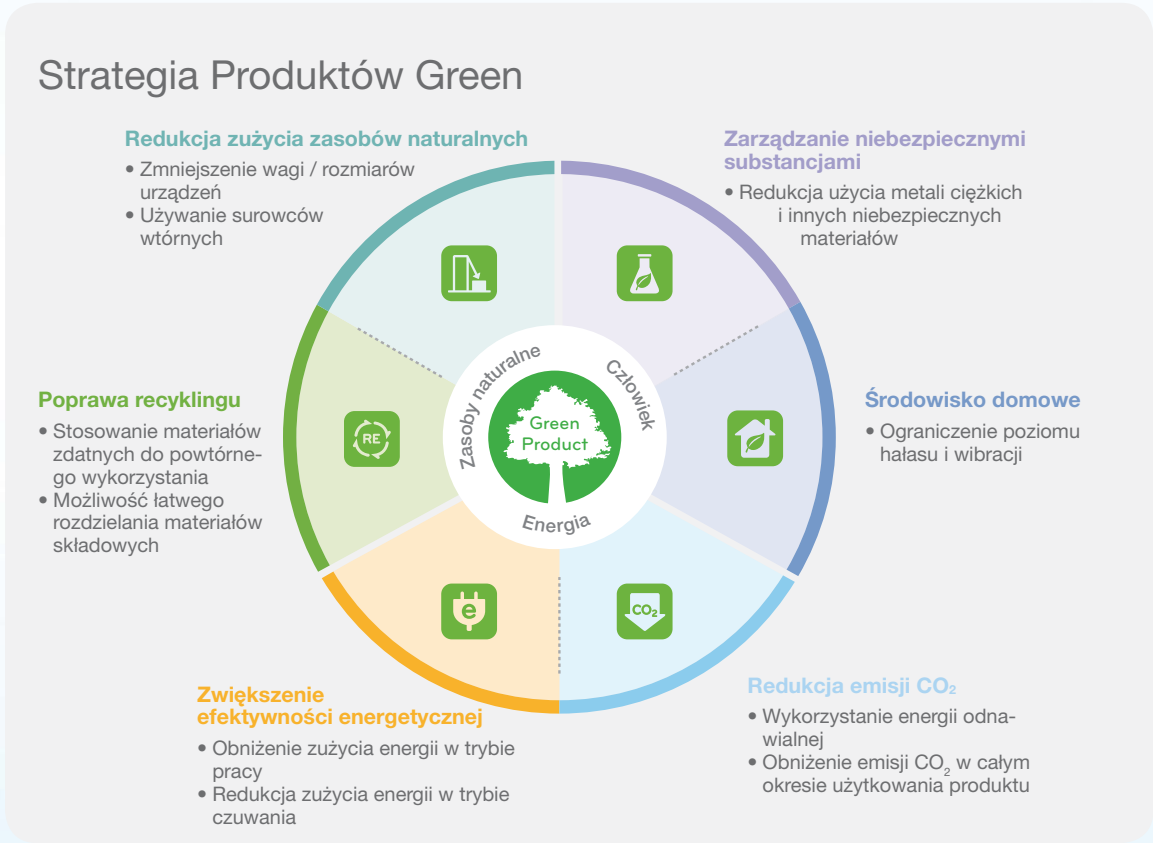 Strategia Produktów Green
Redukcja zużycia zasobów naturalnych
• Zmniejszenie wagi / rozmiarów
urządzeń
• Używanie surowców
wtórnych
Zarządzanie niebezpiecznymi
substancjami
• Redukcja użycia metali ciężkich
i innych niebezpiecznych
materiałów
Poprawa recyklingu
• Stosowanie materiałów
zdatnych do powtórne-
go wykorzystania
• Możliwość łatwego
rozdzielania materiałów
składowych
RE
Zasoby naturalne
Człowiek
Energia
Green
Product
Środowisko domowe
• Ograniczenie poziomu
hałasu i wibracji
e
CO₂
Zwiększenie
efektywności energetycznej
• Obniżenie zużycia energii w trybie
pracy
• Redukcja zużycia energii w trybie
czuwania
Redukcja emisji CO₂
• Wykorzystanie energii odna-
wialnej
• Obniżenie emisji CO₂ w całym
okresie użytkowania produktu